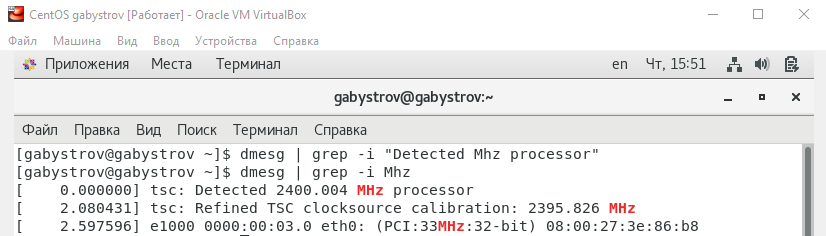 CentOS gabystrov [Работает] - Oracle VM VirtualBox
Файл Машина Вид Ввод Устройства Справка
Приложения Места Терминал en Чт, 15:51
gabystrov@gabystrov:~
Файл Правка Вид Поиск Терминал Справка
[gabystrov@gabystrov ~]$ dmesg | grep -i "Detected Mhz processor"
[gabystrov@gabystrov ~]$ dmesg | grep -i Mhz
[    0.000000] tsc: Detected 2400.004 MHz processor
[    2.080431] tsc: Refined TSC clocksource calibration: 2395.826 MHz
[    2.597596] e1000 0000:00:03.0 eth0: (PCI:33MHz:32-bit) 08:00:27:3e:86:b8